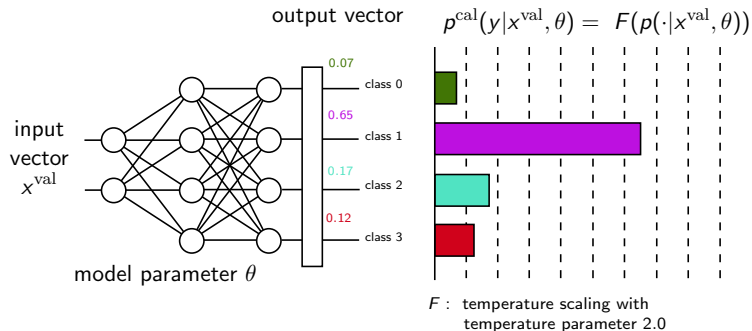 output vector
p^cal(y|x^val, θ) = F(p(·|x^val, θ))
0.07
class 0
0.65
class 1
input
vector
x^val
0.17
class 2
0.12
class 3
model parameter θ
F : temperature scaling with
temperature parameter 2.0